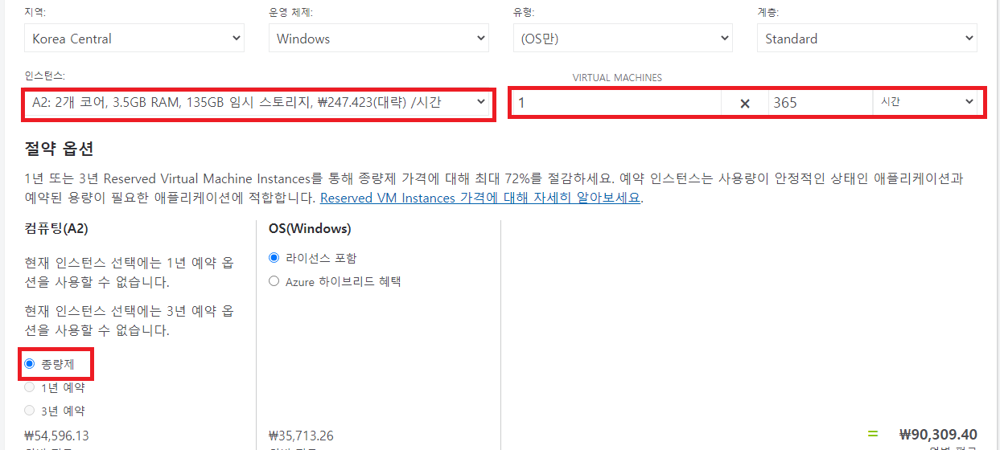 지역:
운영 체제:
유형:
계층:
Korea Central
Windows
(OS만)
Standard
인스턴스:
VIRTUAL MACHINES
A2: 2개 코어, 3.5GB RAM, 135GB 임시 스토리지, ₩247.423(대략) /시간
1
×
365
시간
절약 옵션
1년 또는 3년 Reserved Virtual Machine Instances를 통해 종량제 가격에 대해 최대 72%를 절감하세요. 예약 인스턴스는 사용량이 안정적인 상태인 애플리케이션과
예약된 용량이 필요한 애플리케이션에 적합합니다. Reserved VM Instances 가격에 대해 자세히 알아보세요.
컴퓨팅(A2)
현재 인스턴스 선택에는 1년 예약 옵
션을 사용할 수 없습니다.
현재 인스턴스 선택에는 3년 예약 옵
션을 사용할 수 없습니다.
종량제
1년 예약
3년 예약
₩54,596.13
OS(Windows)
라이선스 포함
Azure 하이브리드 혜택
₩35,713.26
= ₩90,309.40